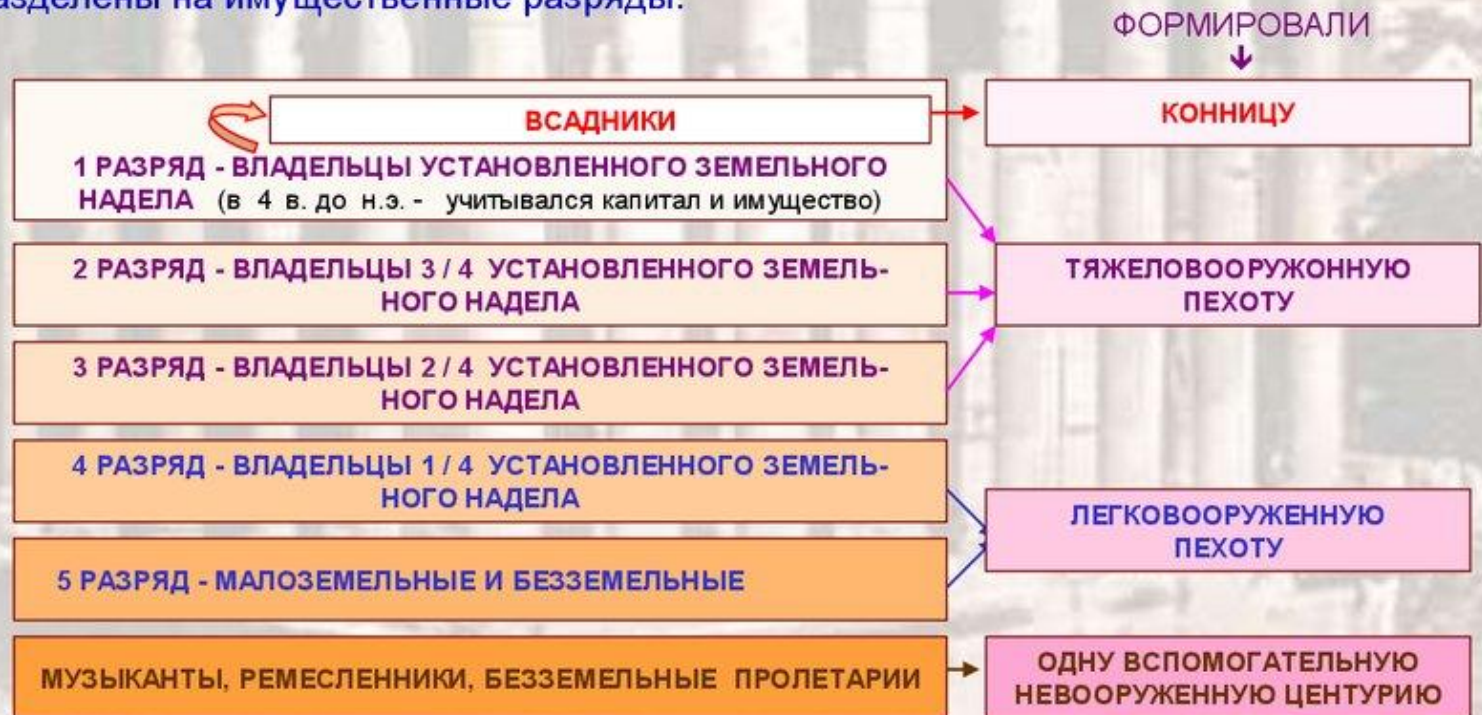 азделены на имущественные разряды:
ФОРМИРОВАЛИ
ВСАДНИКИ
КОННИЦУ
1 РАЗРЯД - ВЛАДЕЛЬЦЫ УСТАНОВЛЕННОГО ЗЕМЕЛЬНОГО
НАДЕЛА (в 4 в. до н.э. - учитывался капитал и имущество)
2 РАЗРЯД - ВЛАДЕЛЬЦЫ 3 / 4 УСТАНОВЛЕННОГО ЗЕМЕЛЬ-
НОГО НАДЕЛА
ТЯЖЕЛОВООРУЖОННУЮ
ПЕХОТУ
3 РАЗРЯД - ВЛАДЕЛЬЦЫ 2 / 4 УСТАНОВЛЕННОГО ЗЕМЕЛЬ-
НОГО НАДЕЛА
4 РАЗРЯД - ВЛАДЕЛЬЦЫ 1 / 4 УСТАНОВЛЕННОГО ЗЕМЕЛЬ-
НОГО НАДЕЛА
ЛЕГКОВООРУЖЕННУЮ
ПЕХОТУ
5 РАЗРЯД - МАЛОЗЕМЕЛЬНЫЕ И БЕЗЗЕМЕЛЬНЫЕ
МУЗЫКАНТЫ, РЕМЕСЛЕННИКИ, БЕЗЗЕМЕЛЬНЫЕ ПРОЛЕТАРИИ
ОДНУ ВСПОМОГАТЕЛЬНУЮ
НЕВООРУЖЕННУЮ ЦЕНТУРИЮ